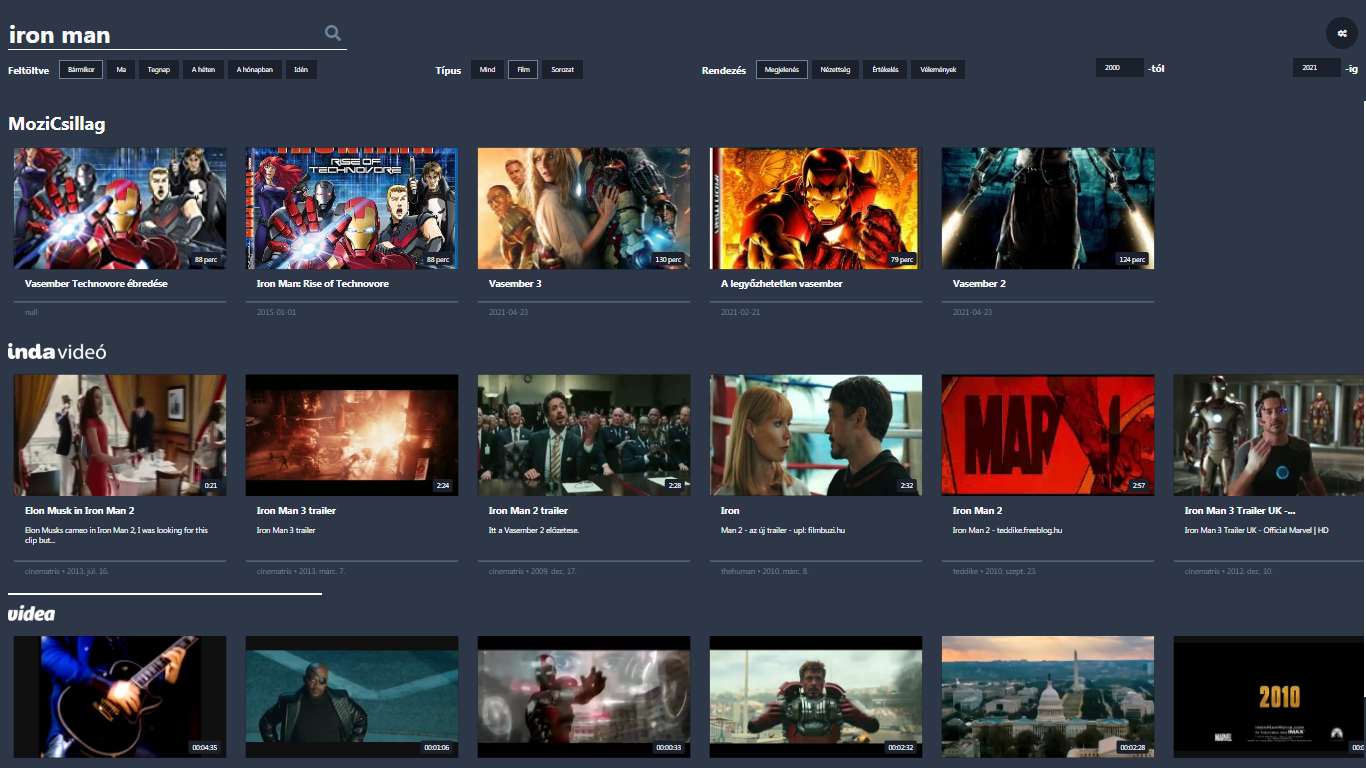 iron man
Feltöltve Bármikor Ma Tegnap A héten A hónapban Idén Típus Mind Film Sorozat Rendezés Megjelenés Nézettség Értékelés Vélemények 2000 -tól 2021 -ig
MoziCsillag
RISE OF
TECHNOVORE
88 perc 88 perc 130 perc 79 perc 124 perc
Vasember Technovore ébredése Iron Man: Rise of Technovore Vasember 3 A legyőzhetetlen vasember Vasember 2
null 2015-01-01 2021-04-23 2021-02-21 2021-04-23
inda videó
MAR
0:21 2:24 2:28 2:32 2:57
Elon Musk in Iron Man 2 Iron Man 3 trailer Iron Man 2 trailer Iron Iron Man 2 Iron Man 3 Trailer UK -...
Elon Musks cameo in Iron Man 2, I was looking for this Iron Man 3 trailer Itt a Vasember 2 előzetese. Man 2 - az új trailer - upl: filmbuzi.hu Iron Man 2 - teddike.freeblog.hu Iron Man 3 Trailer UK - Official Marvel | HD
clip but...
cinematrix • 2013. júl. 16. cinematrix • 2013. márc. 7. cinematrix • 2009. dec. 17. thehuman • 2010. márc. 8. teddike • 2010. szept. 23. cinematrix • 2012. dec. 10.
videa
2010
MARVEL IMAX
00:04:35 00:01:06 00:00:33 00:02:32 00:02:28